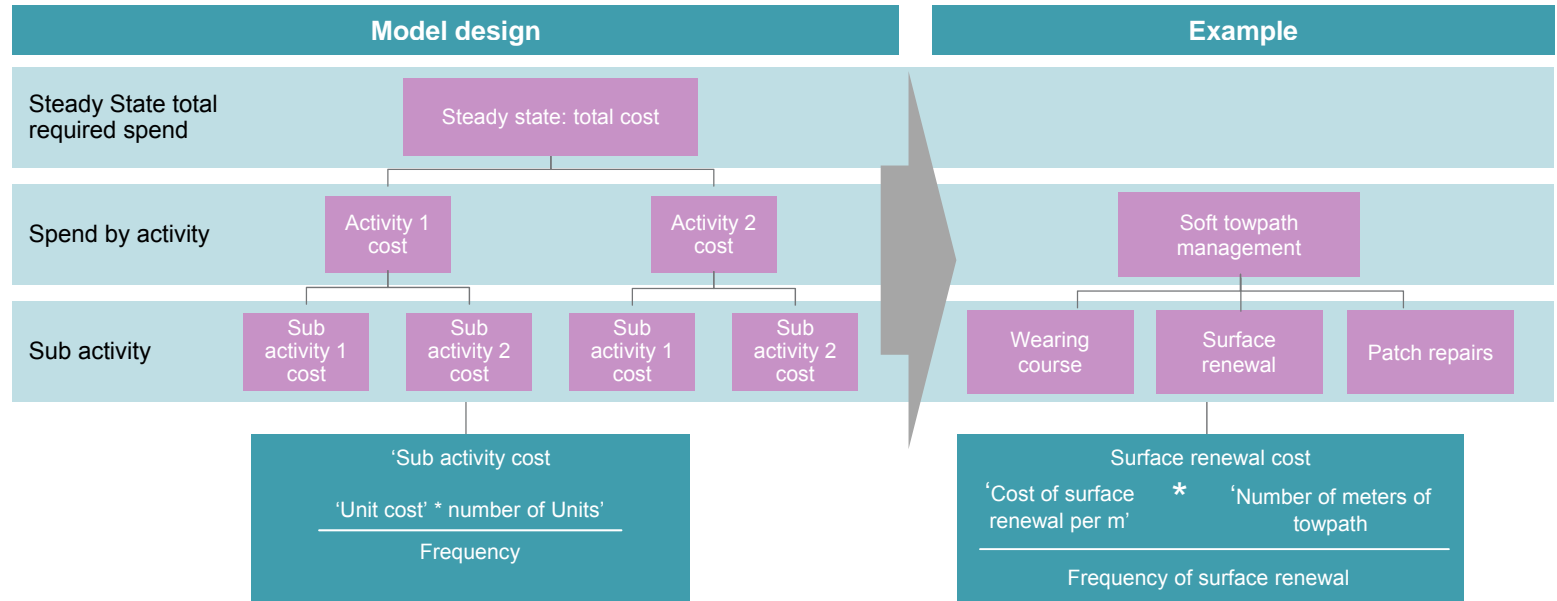 Model design
Example
Steady State total
required spend
Steady state: total cost
Spend by activity
Activity 1
cost
Activity 2
cost
Soft towpath
management
Sub activity
Sub
activity 1
cost
Sub
activity 2
cost
Sub
activity 1
cost
Sub
activity 2
cost
Wearing
course
Surface
renewal
Patch repairs
‘Sub activity cost
‘Unit cost’ * number of Units’
Frequency
Surface renewal cost
‘Cost of surface
renewal per m’
*
‘Number of meters of
towpath
Frequency of surface renewal